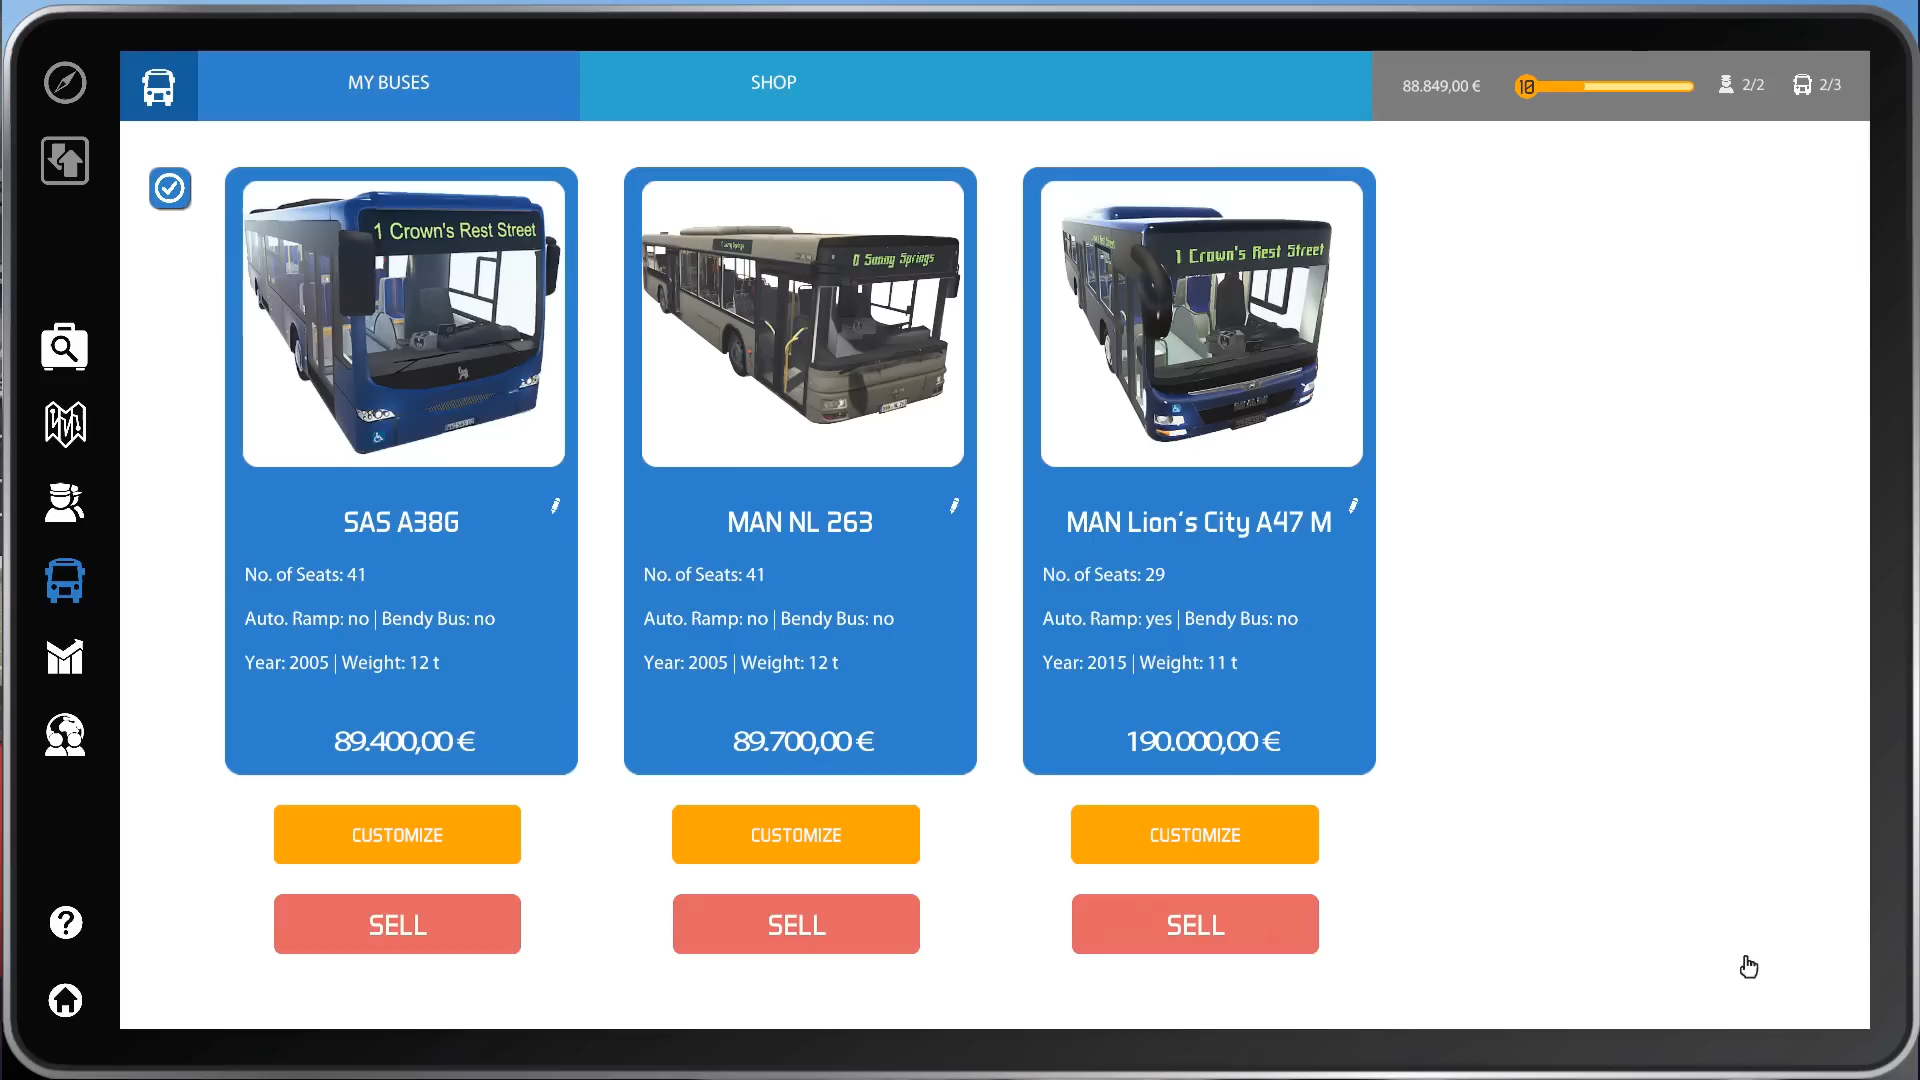 MY BUSES
SHOP
88.849,00 €
10
2/2
2/3
1 Crown's Rest Street
0 Sunny Springs
1 Crown's Rest Street
SAS A38G
No. of Seats: 41
Auto. Ramp: no | Bendy Bus: no
Year: 2005 | Weight: 12 t
89.400,00 €
CUSTOMIZE
SELL
MAN NL 263
No. of Seats: 41
Auto. Ramp: no | Bendy Bus: no
Year: 2005 | Weight: 12 t
89.700,00 €
CUSTOMIZE
SELL
MAN Lion´s City A47 M
No. of Seats: 29
Auto. Ramp: yes | Bendy Bus: no
Year: 2015 | Weight: 11 t
190.000,00 €
CUSTOMIZE
SELL